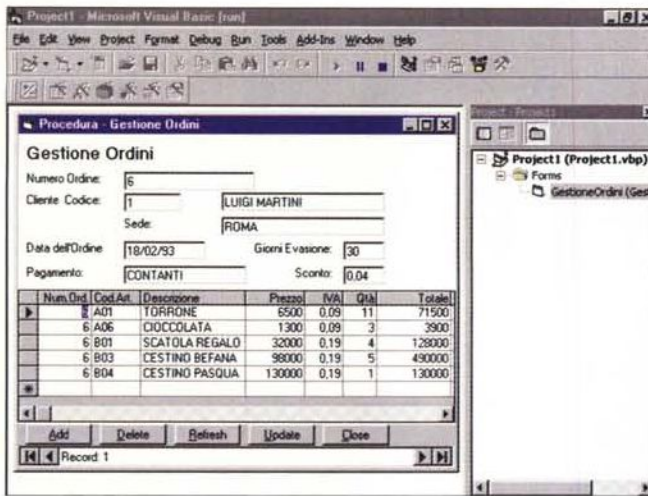 Project1 - Microsoft Visual Basic [run]
File Edit View Project Format Debug Run Tools Add-Ins Window Help
Procedura - Gestione Ordini
Gestione Ordini
Numero Ordine: 6
Cliente Codice: 1 LUIGI MARTINI
Sede: ROMA
Data dell'Ordine 18/02/93 Giorni Evasione: 30
Pagamento: CONTANTI Sconto: 0,04
Num.Ord. Cod.Art. Descrizione Prezzo IVA Qtà Totale
6 A01 TORRONE 6500 0,09 11 71500
6 A06 CIOCCOLATA 1300 0,09 3 3900
6 B01 SCATOLA REGALO 32000 0,19 4 128000
6 B03 CESTINO BEFANA 98000 0,19 5 490000
6 B04 CESTINO PASQUA 130000 0,19 1 130000
Add Delete Refresh Update Close
Record: 1
Project - Project1
Project1 (Project1.vbp)
Forms
GestioneOrdini (Gest